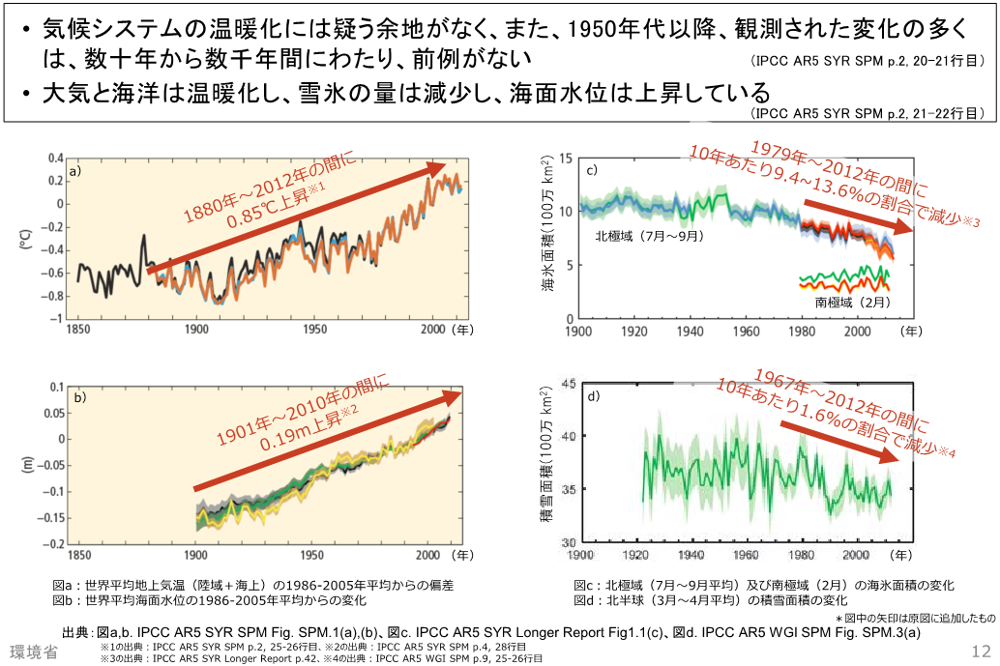 • 気候システムの温暖化には疑う余地がなく、また、1950年代以降、観測された変化の多く
は、数十年から数千年間にわたり、前例がない
（IPCC AR5 SYR SPM p.2, 20-21行目）
• 大気と海洋は温暖化し、雪氷の量は減少し、海面水位は上昇している
（IPCC AR5 SYR SPM p.2, 21-22行目）
a）
0.4
0.2
0
−0.2
−0.4
−0.6
−0.8
−1
(℃)
1850
1900
1950
2000
（年）
1880年～2012年の間に
0.85℃上昇※1
c）
15
10
5
0
海氷面積（100万 km²）
1900
1920
1940
1960
1980
2000
（年）
1979年～2012年の間に
10年あたり9.4~13.6%の割合で減少※3
北極域（7月～9月）
南極域（2月）
b）
0.1
0.05
0
−0.05
−0.1
−0.15
−0.2
(m)
1850
1900
1950
2000
（年）
1901年～2010年の間に
0.19m上昇※2
d）
45
40
35
30
積雪面積（100万 km²）
1900
1920
1940
1960
1980
2000
（年）
1967年～2012年の間に
10年あたり1.6%の割合で減少※4
図a：世界平均地上気温（陸域＋海上）の1986-2005年平均からの偏差
図b：世界平均海面水位の1986-2005年平均からの変化
図c：北極域（7月～9月平均）及び南極域（2月）の海氷面積の変化
図d：北半球（3月～4月平均）の積雪面積の変化
＊図中の矢印は原図に追加したもの
出典：図a,b. IPCC AR5 SYR SPM Fig. SPM.1(a),(b)、図c. IPCC AR5 SYR Longer Report Fig1.1(c)、図d. IPCC AR5 WGI SPM Fig. SPM.3(a)
※1の出典：IPCC AR5 SYR SPM p.2, 25-26行目、※2の出典：IPCC AR5 SYR SPM p.4, 28行目
※3の出典：IPCC AR5 SYR Longer Report p.42、※4の出典：IPCC AR5 WGI SPM p.9, 25-26行目
環境省
12